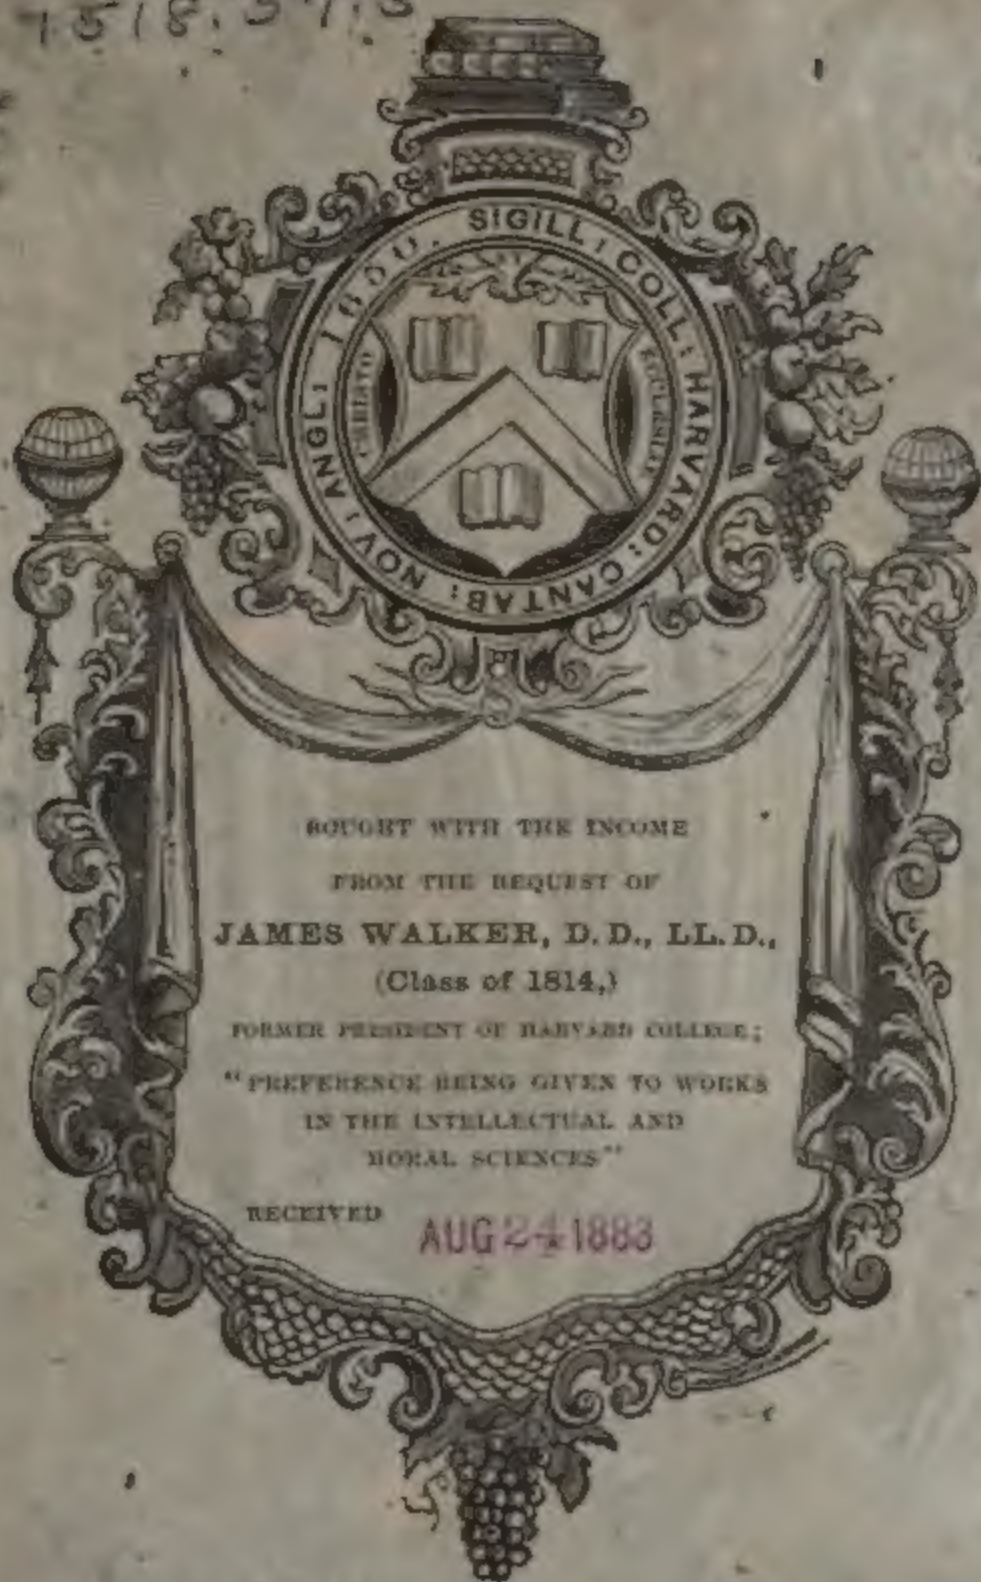 SIGILL: COLL: HARVARD: CANTAB: NOV: ANGL: 1650.
CHRISTO
ECCLESIAE
BOUGHT WITH THE INCOME
FROM THE BEQUEST OF
JAMES WALKER, D.D., LL.D.,
(Class of 1814,)
FORMER PRESIDENT OF HARVARD COLLEGE;
"PREFERENCE BEING GIVEN TO WORKS
IN THE INTELLECTUAL AND
MORAL SCIENCES"
RECEIVED AUG 24 1883